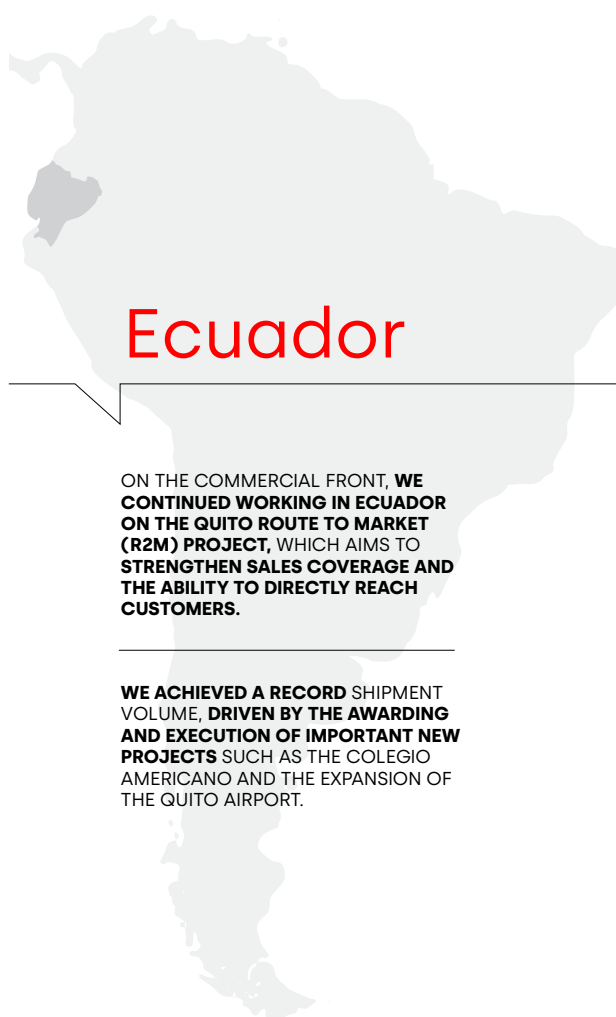 Ecuador
ON THE COMMERCIAL FRONT, WE
CONTINUED WORKING IN ECUADOR
ON THE QUITO ROUTE TO MARKET
(R2M) PROJECT, WHICH AIMS TO
STRENGTHEN SALES COVERAGE AND
THE ABILITY TO DIRECTLY REACH
CUSTOMERS.
WE ACHIEVED A RECORD SHIPMENT
VOLUME, DRIVEN BY THE AWARDING
AND EXECUTION OF IMPORTANT NEW
PROJECTS SUCH AS THE COLEGIO
AMERICANO AND THE EXPANSION OF
THE QUITO AIRPORT.